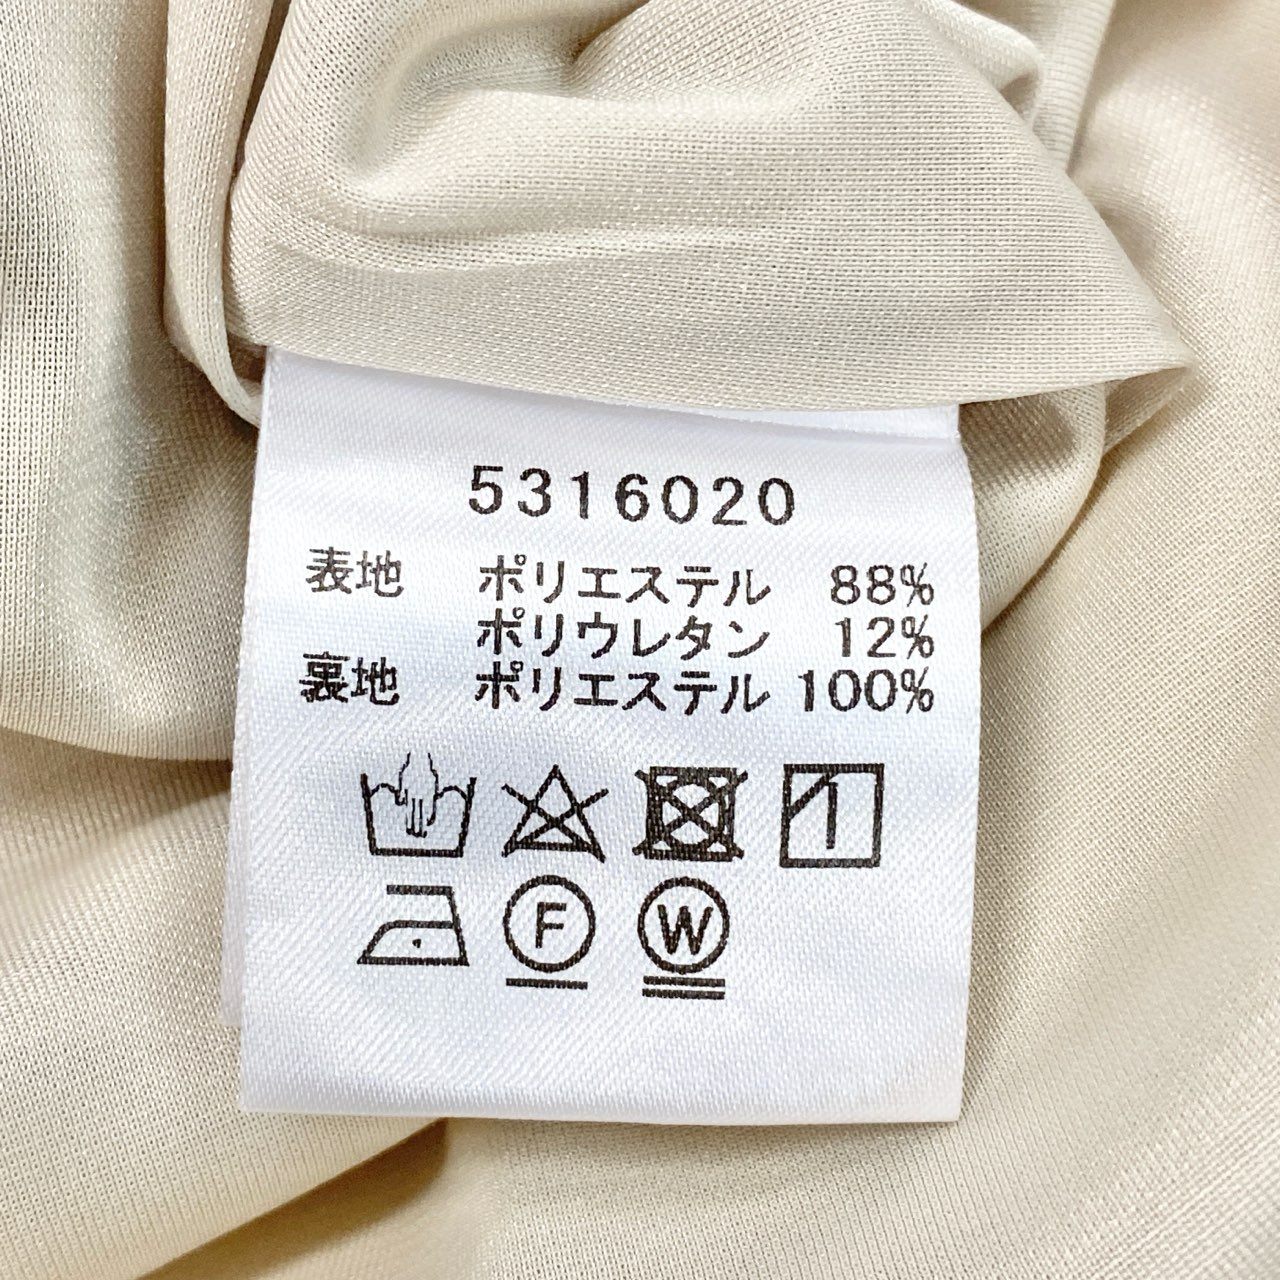 5316020
表地 ポリエステル 88%
ポリウレタン 12%
裏地 ポリエステル 100%
F W